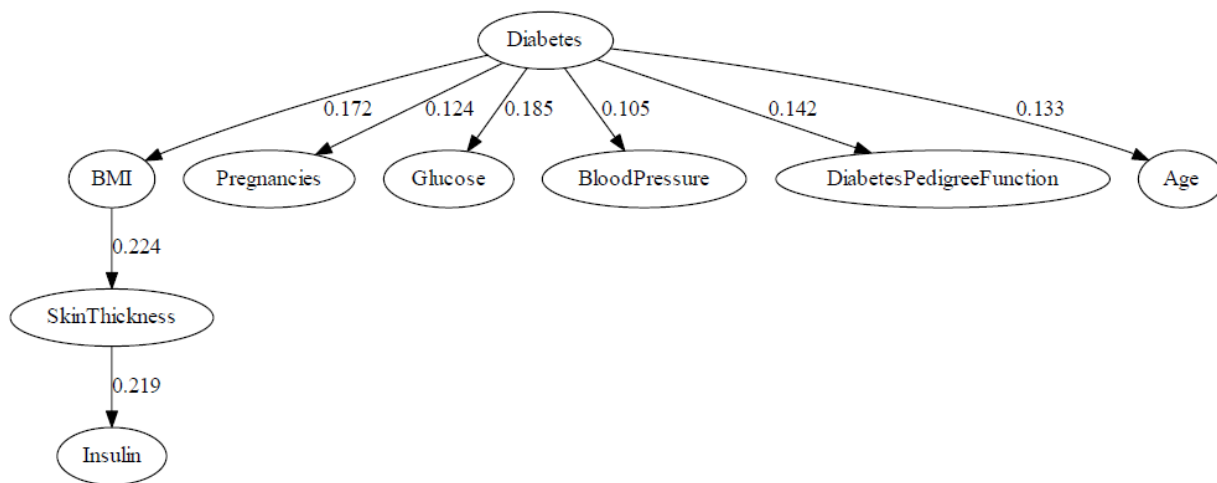 Diabetes
0.172
0.124
0.185
0.105
0.142
0.133
BMI
Pregnancies
Glucose
BloodPressure
DiabetesPedigreeFunction
Age
0.224
SkinThickness
0.219
Insulin